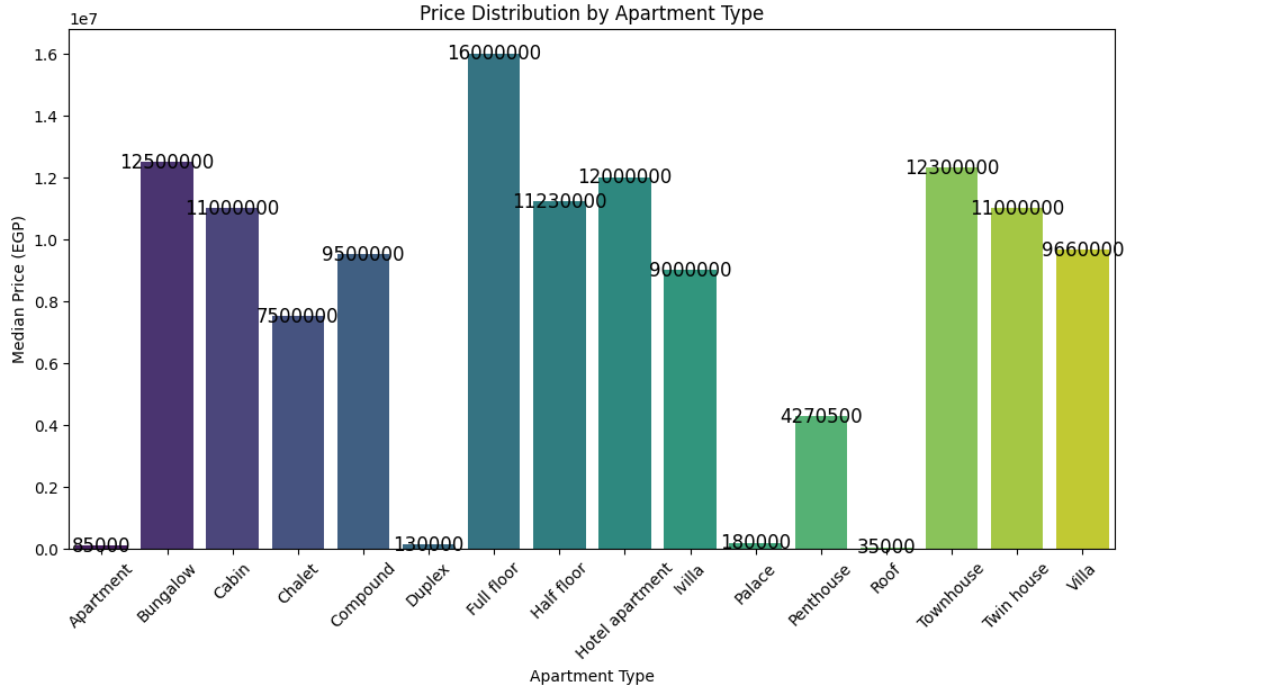 Price Distribution by Apartment Type
1e7
1.6
1.4
1.2
1.0
0.8
0.6
0.4
0.2
0.0
Median Price (EGP)
85000
12500000
11000000
7500000
9500000
130000
16000000
11230000
12000000
9000000
180000
4270500
35000
12300000
11000000
9660000
Apartment
Bungalow
Cabin
Chalet
Compound
Duplex
Full floor
Half floor
Hotel apartment
Ivilla
Palace
Penthouse
Roof
Townhouse
Twin house
Villa
Apartment Type